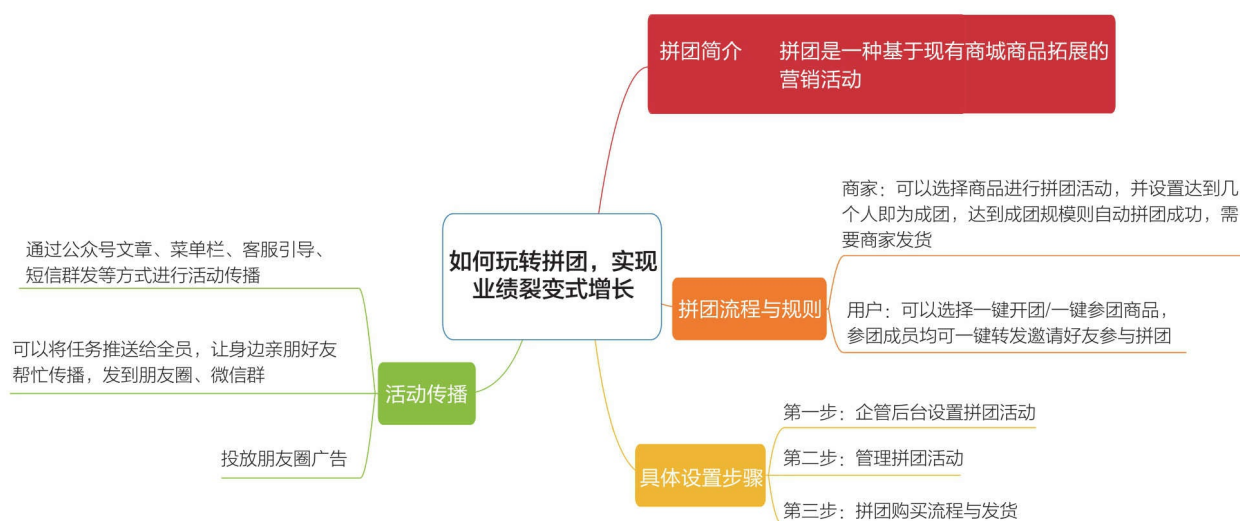 如何玩转拼团，实现
业绩裂变式增长
拼团简介
拼团是一种基于现有商城商品拓展的
营销活动
拼团流程与规则
商家：可以选择商品进行拼团活动，并设置达到几
个人即为成团，达到成团规模则自动拼团成功，需
要商家发货
用户：可以选择一键开团/一键参团商品，
参团成员均可一键转发邀请好友参与拼团
具体设置步骤
第一步：企管后台设置拼团活动
第二步：管理拼团活动
第三步：拼团购买流程与发货
活动传播
通过公众号文章、菜单栏、客服引导、
短信群发等方式进行活动传播
可以将任务推送给全员，让身边亲朋好友
帮忙传播，发到朋友圈、微信群
投放朋友圈广告